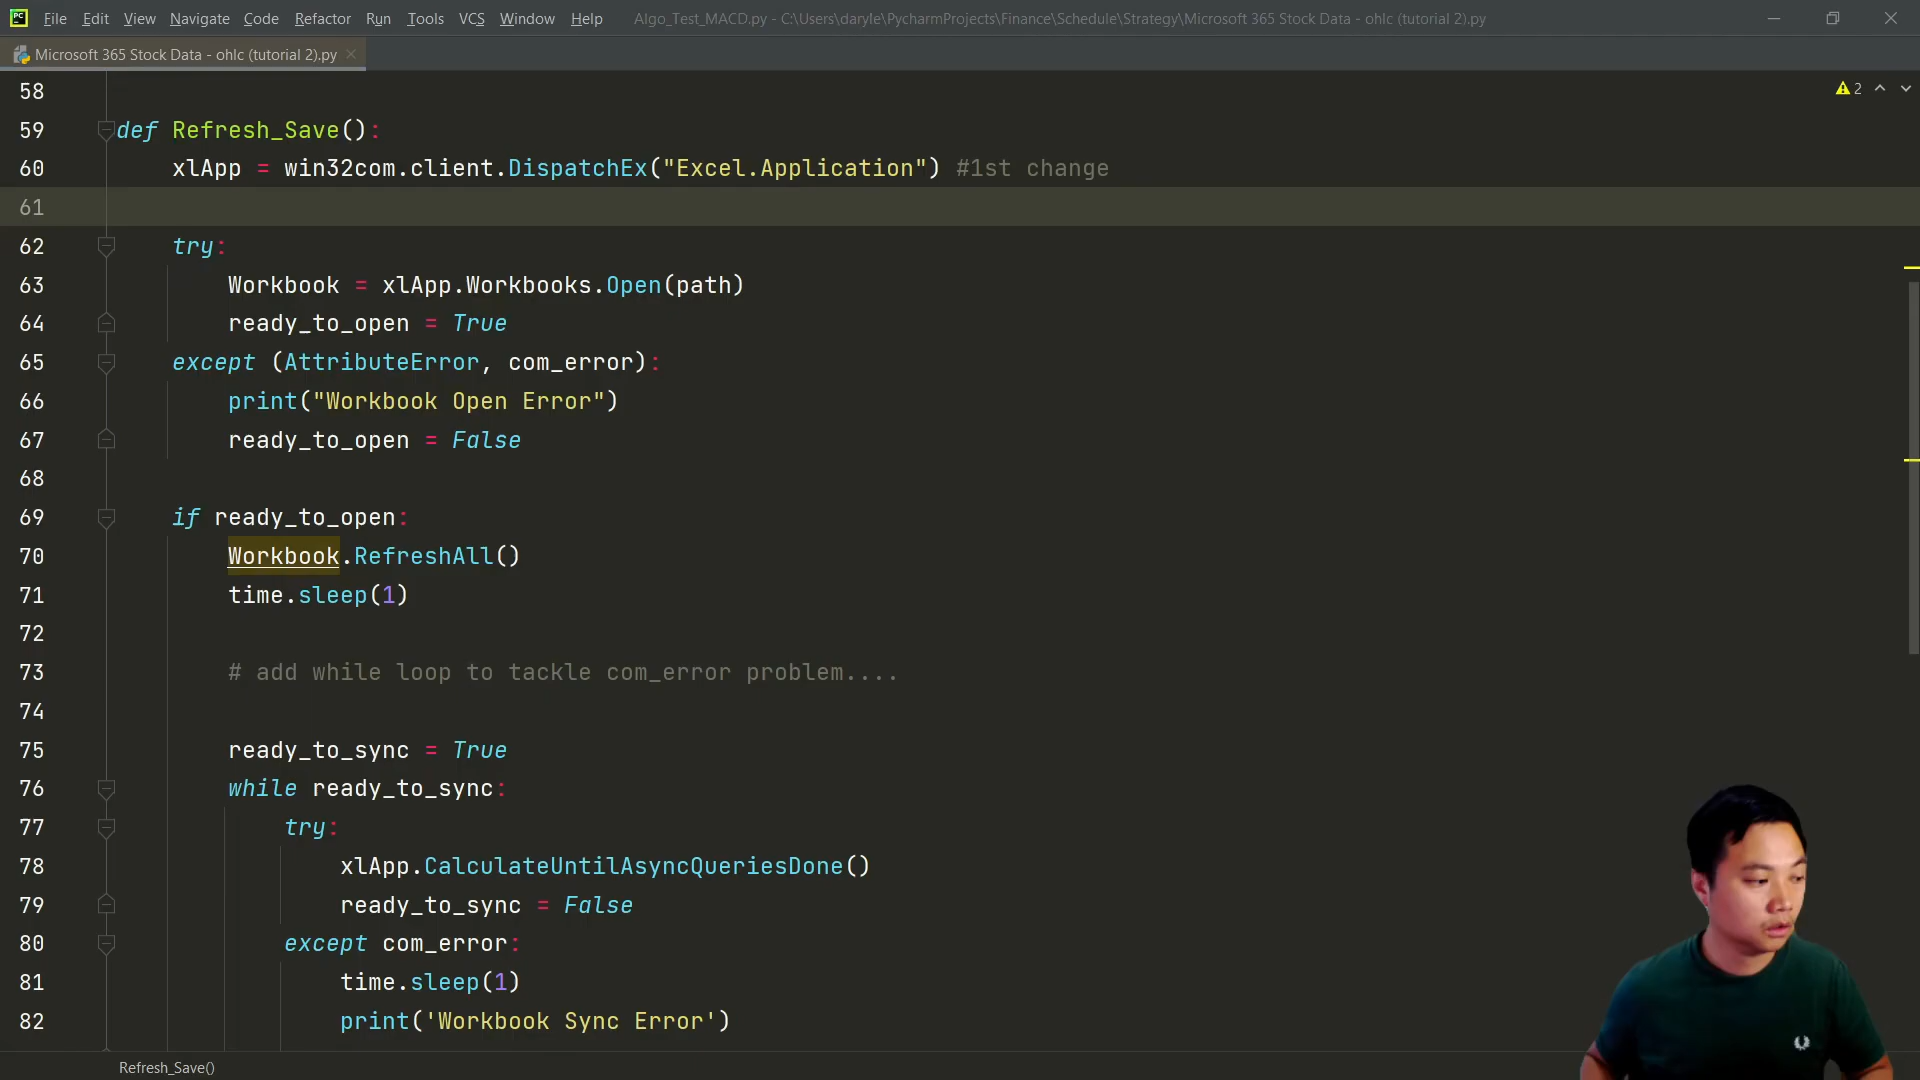 File Edit View Navigate Code Refactor Run Tools VCS Window Help Algo_Test_MACD.py - C:\Users\daryle\PycharmProjects\Finance\Schedule\Strategy\Microsoft 365 Stock Data - ohlc (tutorial 2).py
Microsoft 365 Stock Data - ohlc (tutorial 2).py
58
2
59 def Refresh_Save():
60 xlApp = win32com.client.DispatchEx("Excel.Application") #1st change
61
62 try:
63 Workbook = xlApp.Workbooks.Open(path)
64 ready_to_open = True
65 except (AttributeError, com_error):
66 print("Workbook Open Error")
67 ready_to_open = False
68
69 if ready_to_open:
70 Workbook.RefreshAll()
71 time.sleep(1)
72
73 # add while loop to tackle com_error problem....
74
75 ready_to_sync = True
76 while ready_to_sync:
77 try:
78 xlApp.CalculateUntilAsyncQueriesDone()
79 ready_to_sync = False
80 except com_error:
81 time.sleep(1)
82 print('Workbook Sync Error')
Refresh_Save()